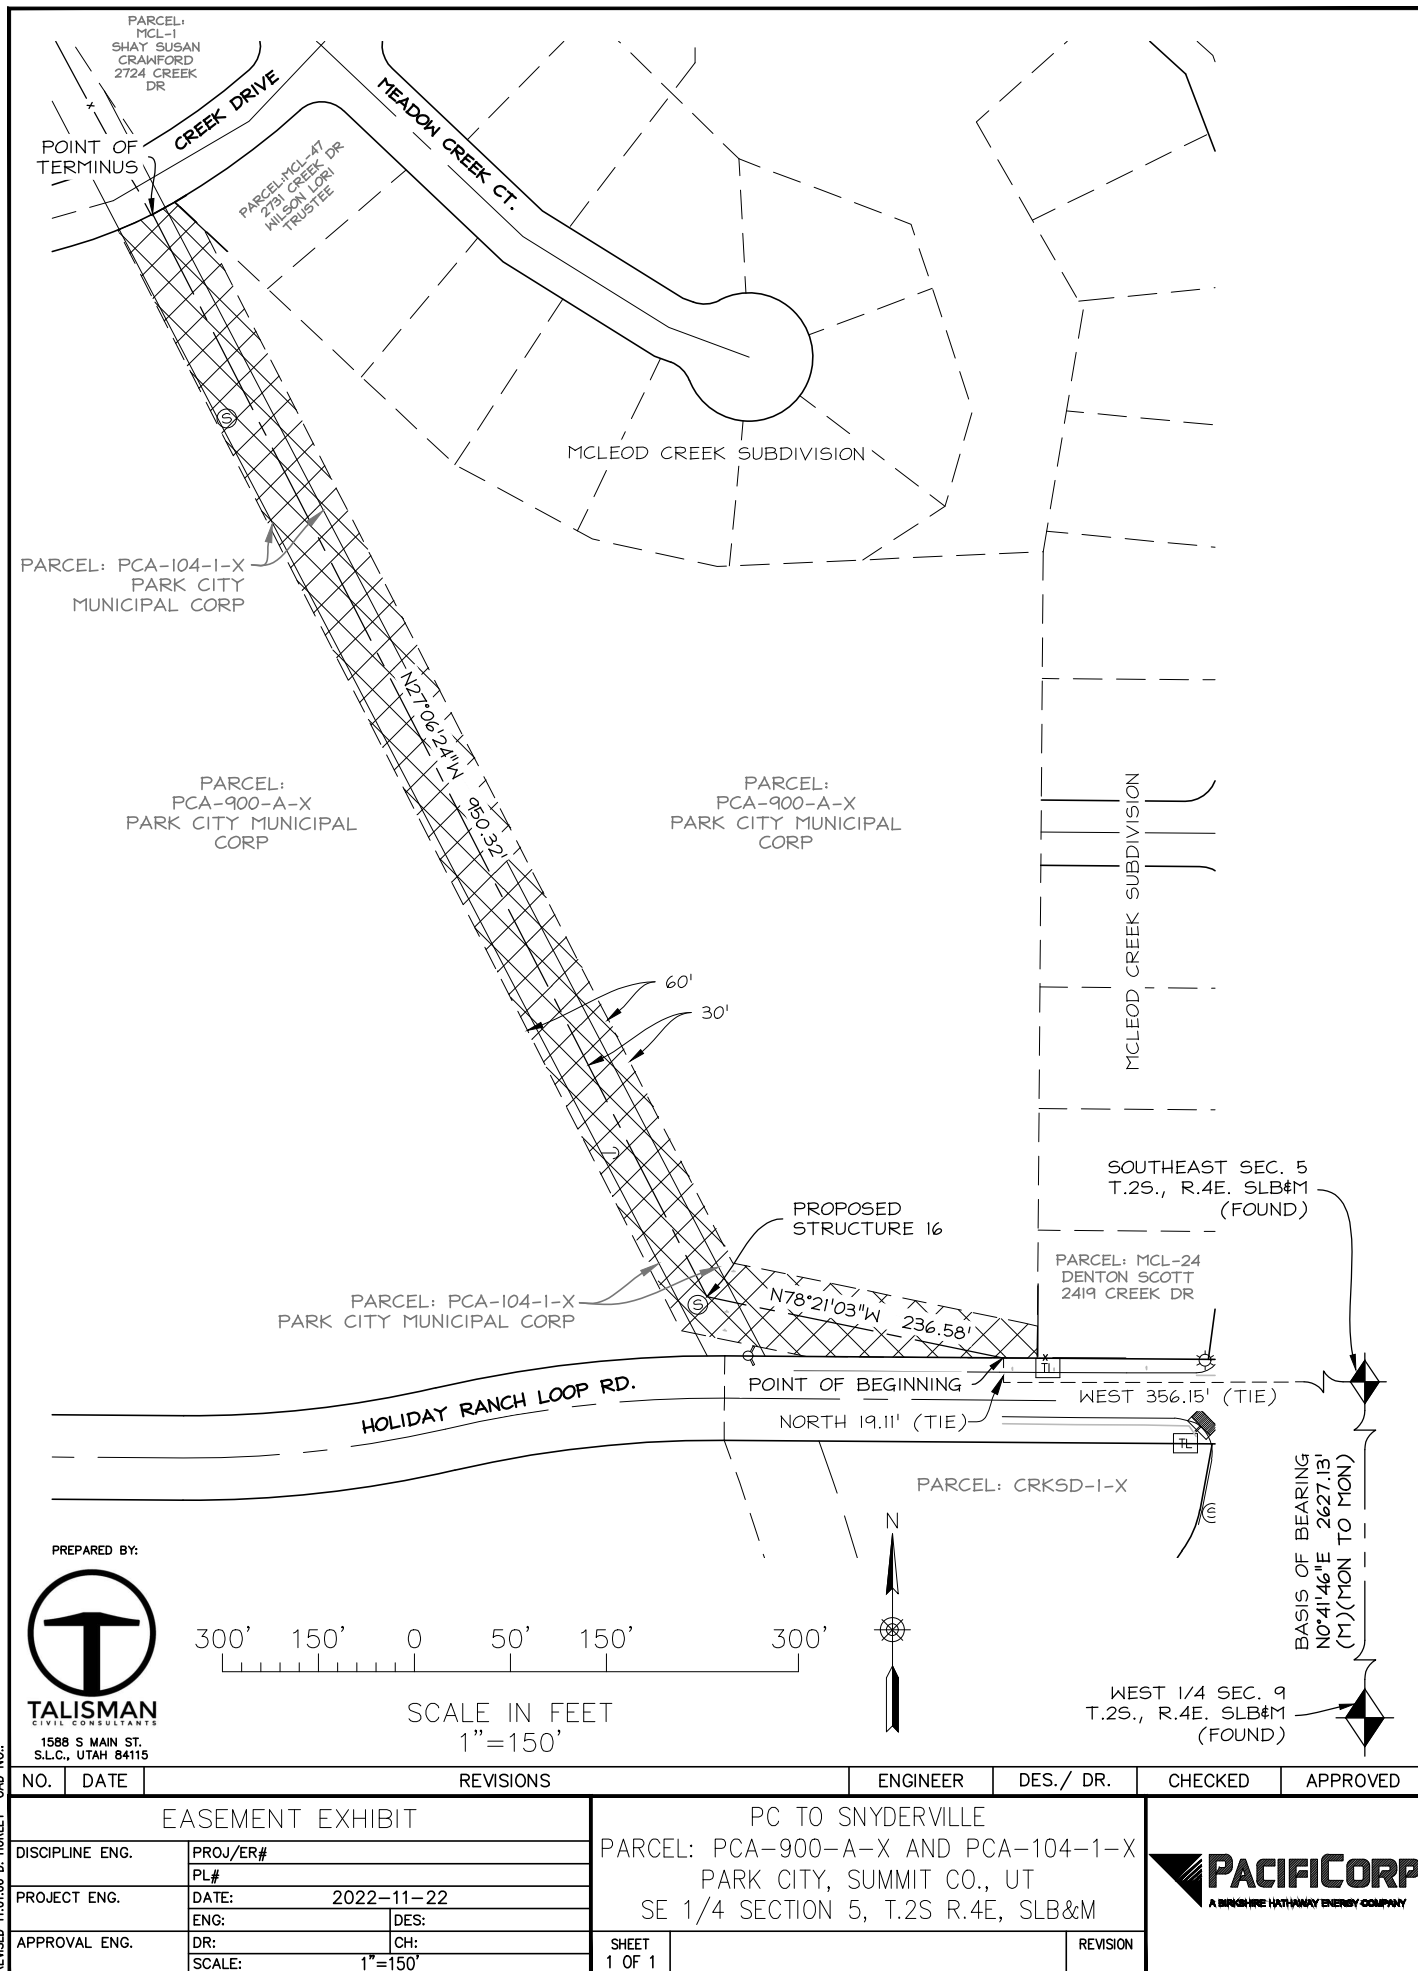 PARCEL:
MCL-1
SHAY SUSAN
CRAWFORD
2724 CREEK
DR
CREEK DRIVE
MEADOW CREEK CT.
POINT OF
TERMINUS
PARCEL:MCL-47
2731 CREEK DR
WILSON LORI
TRUSTEE
S
MCLEOD CREEK SUBDIVISION
PARCEL: PCA-104-1-X
PARK CITY
MUNICIPAL CORP
N27°06'24"W
950.32'
PARCEL:
PCA-900-A-X
PARK CITY MUNICIPAL
CORP
PARCEL:
PCA-900-A-X
PARK CITY MUNICIPAL
CORP
MCLEOD CREEK SUBDIVISION
60'
30'
SOUTHEAST SEC. 5
T.2S., R.4E. SLB&M
(FOUND)
PROPOSED
STRUCTURE 16
PARCEL: MCL-24
DENTON SCOTT
2419 CREEK DR
PARCEL: PCA-104-1-X
PARK CITY MUNICIPAL CORP
S
N78°21'03"W 236.58'
POINT OF BEGINNING
WEST 356.15' (TIE)
NORTH 19.11' (TIE)
HOLIDAY RANCH LOOP RD.
TL
TL
PARCEL: CRKSD-1-X
S
BASIS OF BEARING
N0°41'46"E 2627.13'
(M)(MON TO MON)
N
PREPARED BY:
TALISMAN
CIVIL CONSULTANTS
1588 S MAIN ST.
S.L.C., UTAH 84115
300' 150' 0 50' 150' 300'
SCALE IN FEET
1"=150'
WEST 1/4 SEC. 9
T.2S., R.4E. SLB&M
(FOUND)
NO. DATE REVISIONS ENGINEER DES./ DR. CHECKED APPROVED
EASEMENT EXHIBIT
DISCIPLINE ENG. PROJ/ER#
PL#
PROJECT ENG. DATE: 2022-11-22
ENG: DES:
APPROVAL ENG. DR: CH:
SCALE: 1"=150'
PC TO SNYDERVILLE
PARCEL: PCA-900-A-X AND PCA-104-1-X
PARK CITY, SUMMIT CO., UT
SE 1/4 SECTION 5, T.2S R.4E, SLB&M
SHEET
1 OF 1
REVISION
PACIFICORP
A BERKSHIRE HATHAWAY ENERGY COMPANY